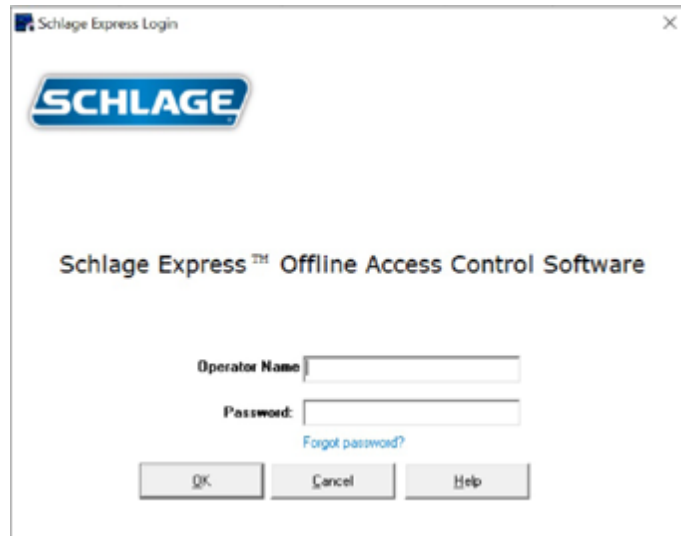 Schlage Express Login
SCHLAGE
Schlage Express™ Offline Access Control Software
Operator Name
Password:
Forgot password?
OK Cancel Help